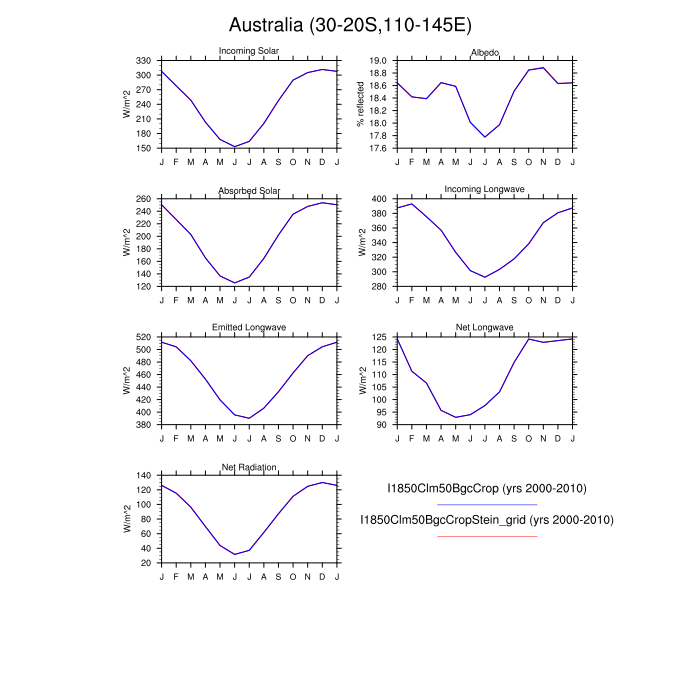 Australia (30-20S,110-145E)
Incoming Solar
330
300
270
240
210
180
150
W/m^2
J F M A M J J A S O N D J
Albedo
19.0
18.8
18.6
18.4
18.2
18.0
17.8
17.6
% reflected
J F M A M J J A S O N D J
Absorbed Solar
260
240
220
200
180
160
140
120
W/m^2
J F M A M J J A S O N D J
Incoming Longwave
400
380
360
340
320
300
280
W/m^2
J F M A M J J A S O N D J
Emitted Longwave
520
500
480
460
440
420
400
380
W/m^2
J F M A M J J A S O N D J
Net Longwave
125
120
115
110
105
100
95
90
W/m^2
J F M A M J J A S O N D J
Net Radiation
140
120
100
80
60
40
20
W/m^2
J F M A M J J A S O N D J
I1850Clm50BgcCrop (yrs 2000-2010)
I1850Clm50BgcCropStein_grid (yrs 2000-2010)